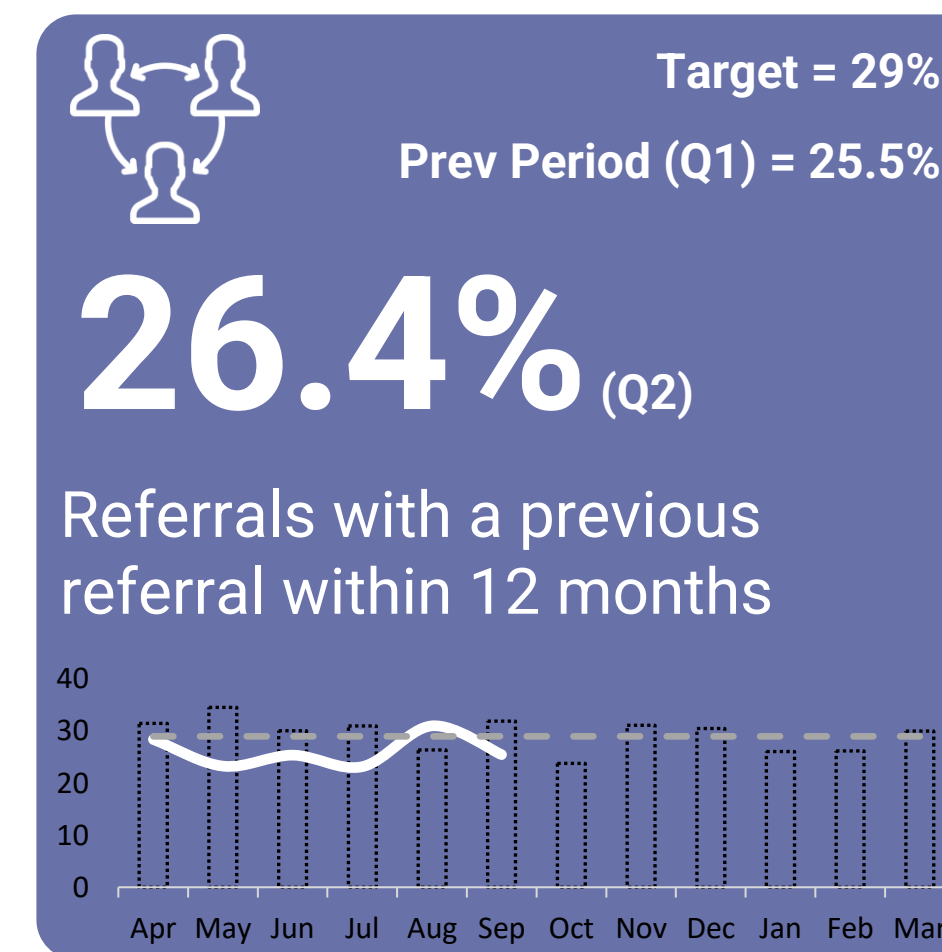 Target = 29%
Prev Period (Q1) = 25.5%
26.4% (Q2)
Referrals with a previous
referral within 12 months
40
30
20
10
0
Apr May Jun Jul Aug Sep Oct Nov Dec Jan Feb Mar